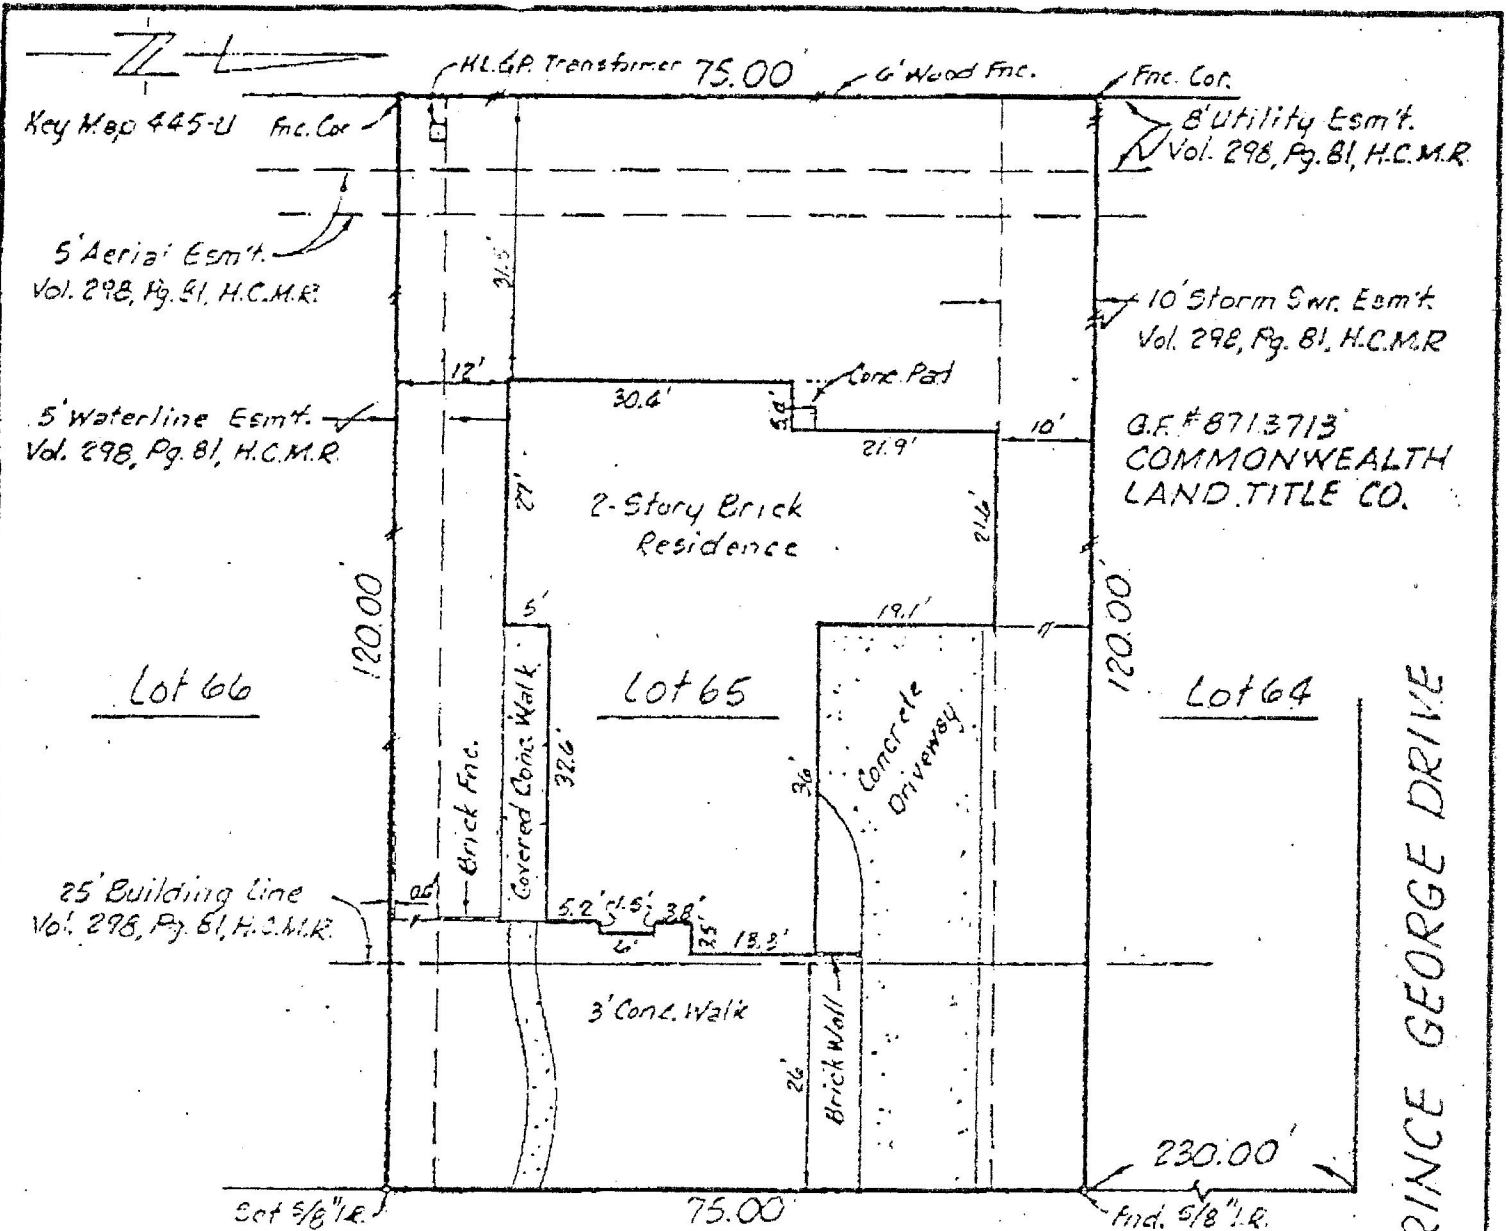 H.L.&P. Transformer
75.00'
6' Wood Fnc.
Fnc. Cor.
Key Map 445-U
Fnc. Cor
8' Utility Esm't.
Vol. 298, Pg. 81, H.C.M.R.
5' Aerial Esm't.
Vol. 298, Pg. 81, H.C.M.R.
31.5'
10' Storm Swr. Esm't.
Vol. 298, Pg. 81, H.C.M.R
12'
30.4'
Conc. Pad
21.9'
10'
5' Waterline Esm't.
Vol. 298, Pg. 81, H.C.M.R.
G.F. #8713713
COMMONWEALTH
LAND TITLE CO.
27'
2-Story Brick
Residence
21.6'
120.00'
5'
19.1'
120.00'
Lot 66
Lot 65
Lot 64
Brick Fnc.
Covered Conc. Walk
32.6'
36'
Concrete
Driveway
25' Building Line
Vol. 298, Pg. 81, H.C.M.R.
5.2'
1.5'
3.8'
6'
3.5'
3' Conc. Walk
26'
Brick Wall
230.00'
Set 5/8" I.R.
75.00'
Fnd. 5/8" I.R.
GEORGE DRIVE